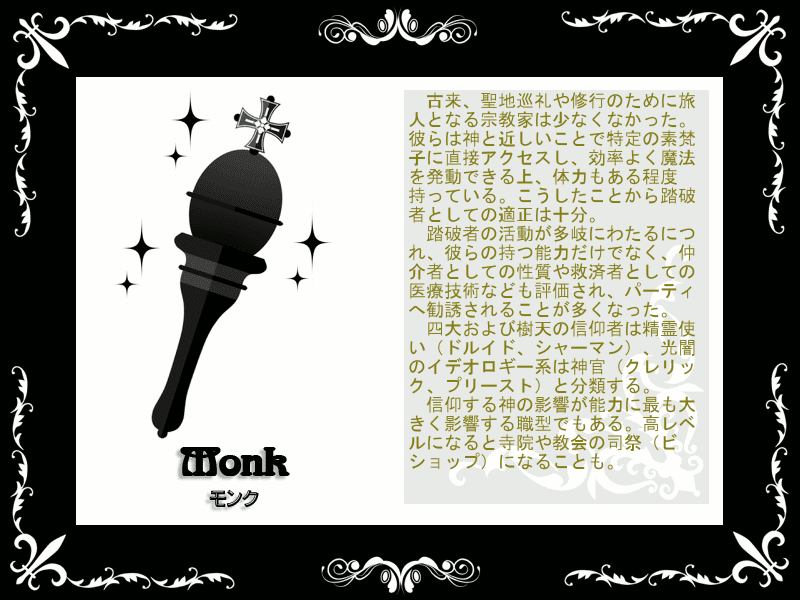 古来、聖地巡礼や修行のために旅
人となる宗教家は少なくなかった。
彼らは神と近しいことで特定の素梵
子に直接アクセスし、効率よく魔法
を発動できる上、体力もある程度
持っている。こうしたことから踏破
者としての適正は十分。
踏破者の活動が多岐にわたるにつ
れ、彼らの持つ能力だけでなく、仲
介者としての性質や救済者としての
医療技術なども評価され、パーティ
へ勧誘されることが多くなった。
四大および樹天の信仰者は精霊使
い（ドルイド、シャーマン）、光闇
のイデオロギー系は神官（クレリッ
ク、プリースト）と分類する。
信仰する神の影響が能力に最も大
きく影響する職型でもある。高レベ
ルになると寺院や教会の司祭（ビ
ショップ）になることも。
Monk
モンク